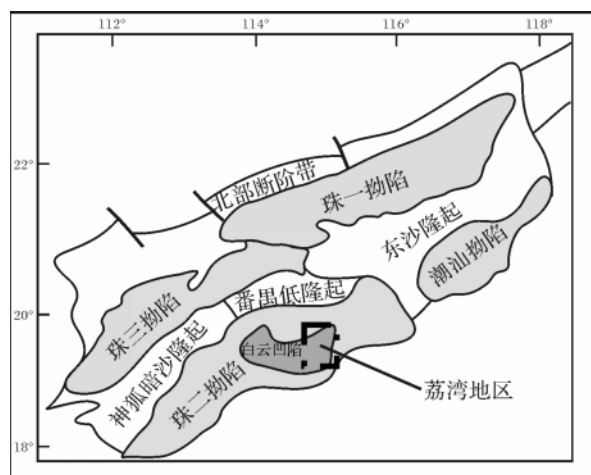 112°
114°
116°
118°
22°
20°
18°
北部断阶带
珠一拗陷
东沙隆起
潮汕拗陷
番禺低隆起
珠三拗陷
神狐暗沙隆起
白云凹陷
珠二拗陷
荔湾地区